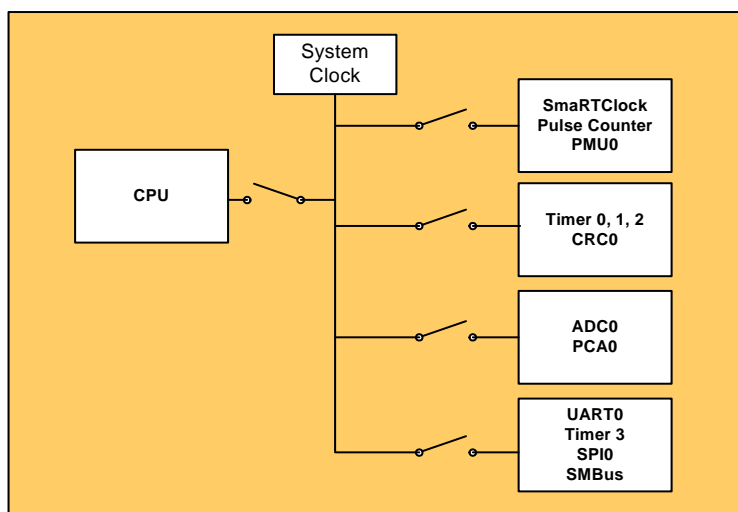 System
Clock
SmaRTClock
Pulse Counter
PMU0
CPU
Timer 0, 1, 2
CRC0
ADC0
PCA0
UART0
Timer 3
SPI0
SMBus